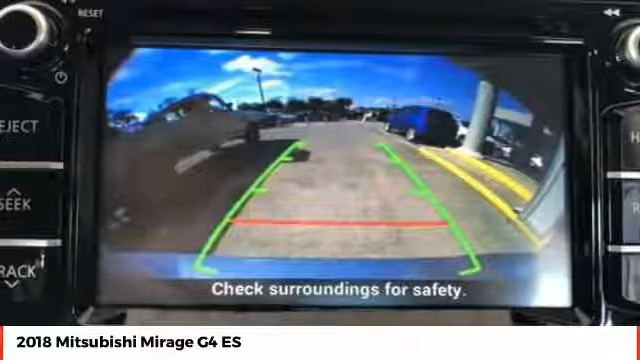 RESET
EJECT
SEEK
TRACK
Check surroundings for safety.
2018 Mitsubishi Mirage G4 ES